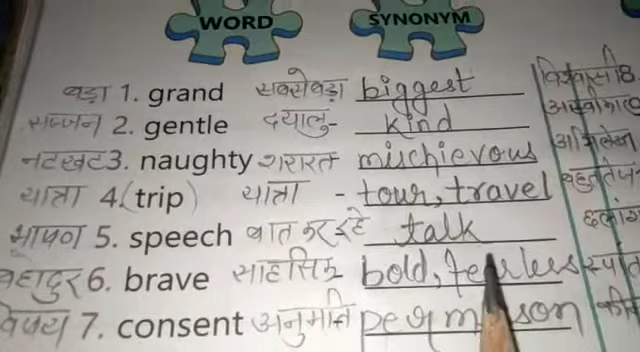 WORD SYNONYM
बड़ा 1. grand सबसे बड़ा biggest
सज्जन 2. gentle दयालु- kind
नटखट 3. naughty शरारत mischievous
यात्रा 4. (trip) यात्रा - tour, travel
भाषण 5. speech बात कर रहे talk
बहादुर 6. brave साहसिक bold, fearless
7. consent अनुमति